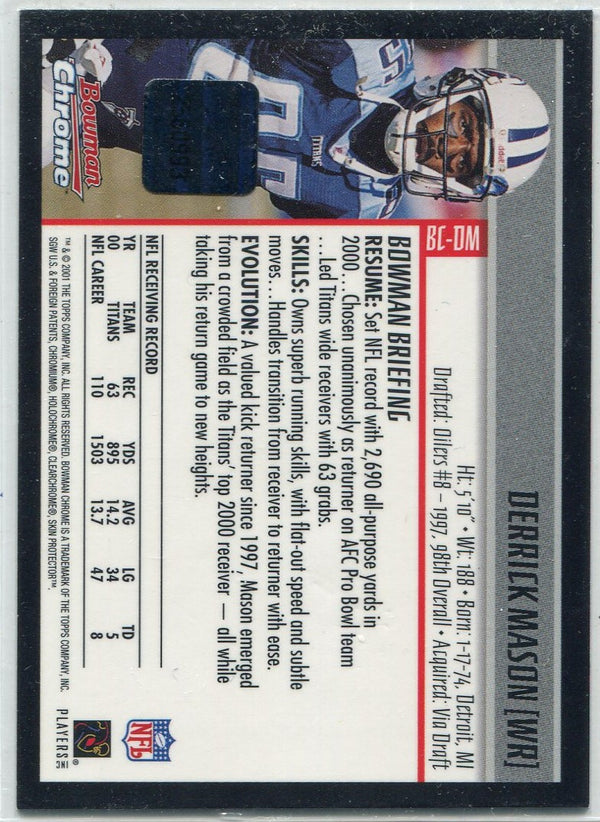 DERRICK MASON [WR]
Ht: 5'10" • Wt: 188 • Born: 1-17-74, Detroit, MI
Drafted: Oilers #8 – 1997, 98th Overall • Acquired: Via Draft
BC-DM
BOWMAN BRIEFING
RESUME: Set NFL record with 2,690 all-purpose yards in
2000 . . . Chosen unanimously as returner on AFC Pro Bowl team
. . . Led Titans wide receivers with 63 grabs.
SKILLS: Owns superb running skills, with flat-out speed and subtle
moves . . . Handles transition from receiver to returner with ease.
EVOLUTION: A valued kick returner since 1997, Mason emerged
from a crowded field as the Titans' top 2000 receiver — all while
taking his return game to new heights.
NFL RECEIVING RECORD
YR TEAM REC YDS AVG LG TD
00 TITANS 63 895 14.2 34 5
NFL CAREER 110 1503 13.7 47 8
™ & © 2001 THE TOPPS COMPANY, INC. ALL RIGHTS RESERVED. BOWMAN CHROME IS A TRADEMARK OF THE TOPPS COMPANY, INC.
SGW U.S. & FOREIGN PATENTS, CHROMIUM®, HOLOCHROME®, CLEARCHROME®, SKIN PROTECTOR™.
Bowman
Chrome
TITANS
85
NFL
PLAYERS INC